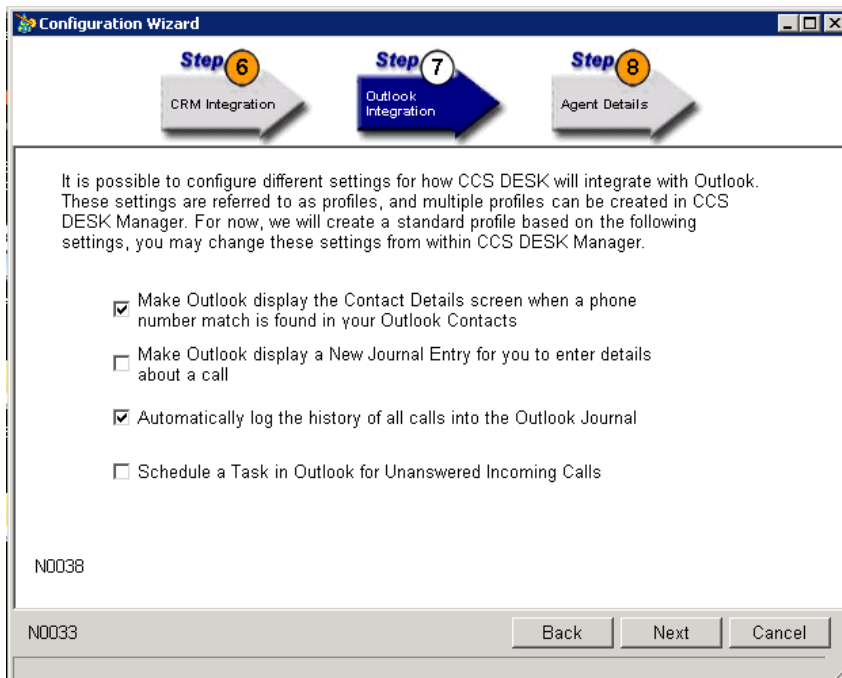 Configuration Wizard
Step 6
Step 7
Step 8
CRM Integration
Outlook
Integration
Agent Details
It is possible to configure different settings for how CCS DESK will integrate with Outlook.
These settings are referred to as profiles, and multiple profiles can be created in CCS
DESK Manager. For now, we will create a standard profile based on the following
settings, you may change these settings from within CCS DESK Manager.
Make Outlook display the Contact Details screen when a phone
number match is found in your Outlook Contacts
Make Outlook display a New Journal Entry for you to enter details
about a call
Automatically log the history of all calls into the Outlook Journal
Schedule a Task in Outlook for Unanswered Incoming Calls
N0038
N0033
Back
Next
Cancel